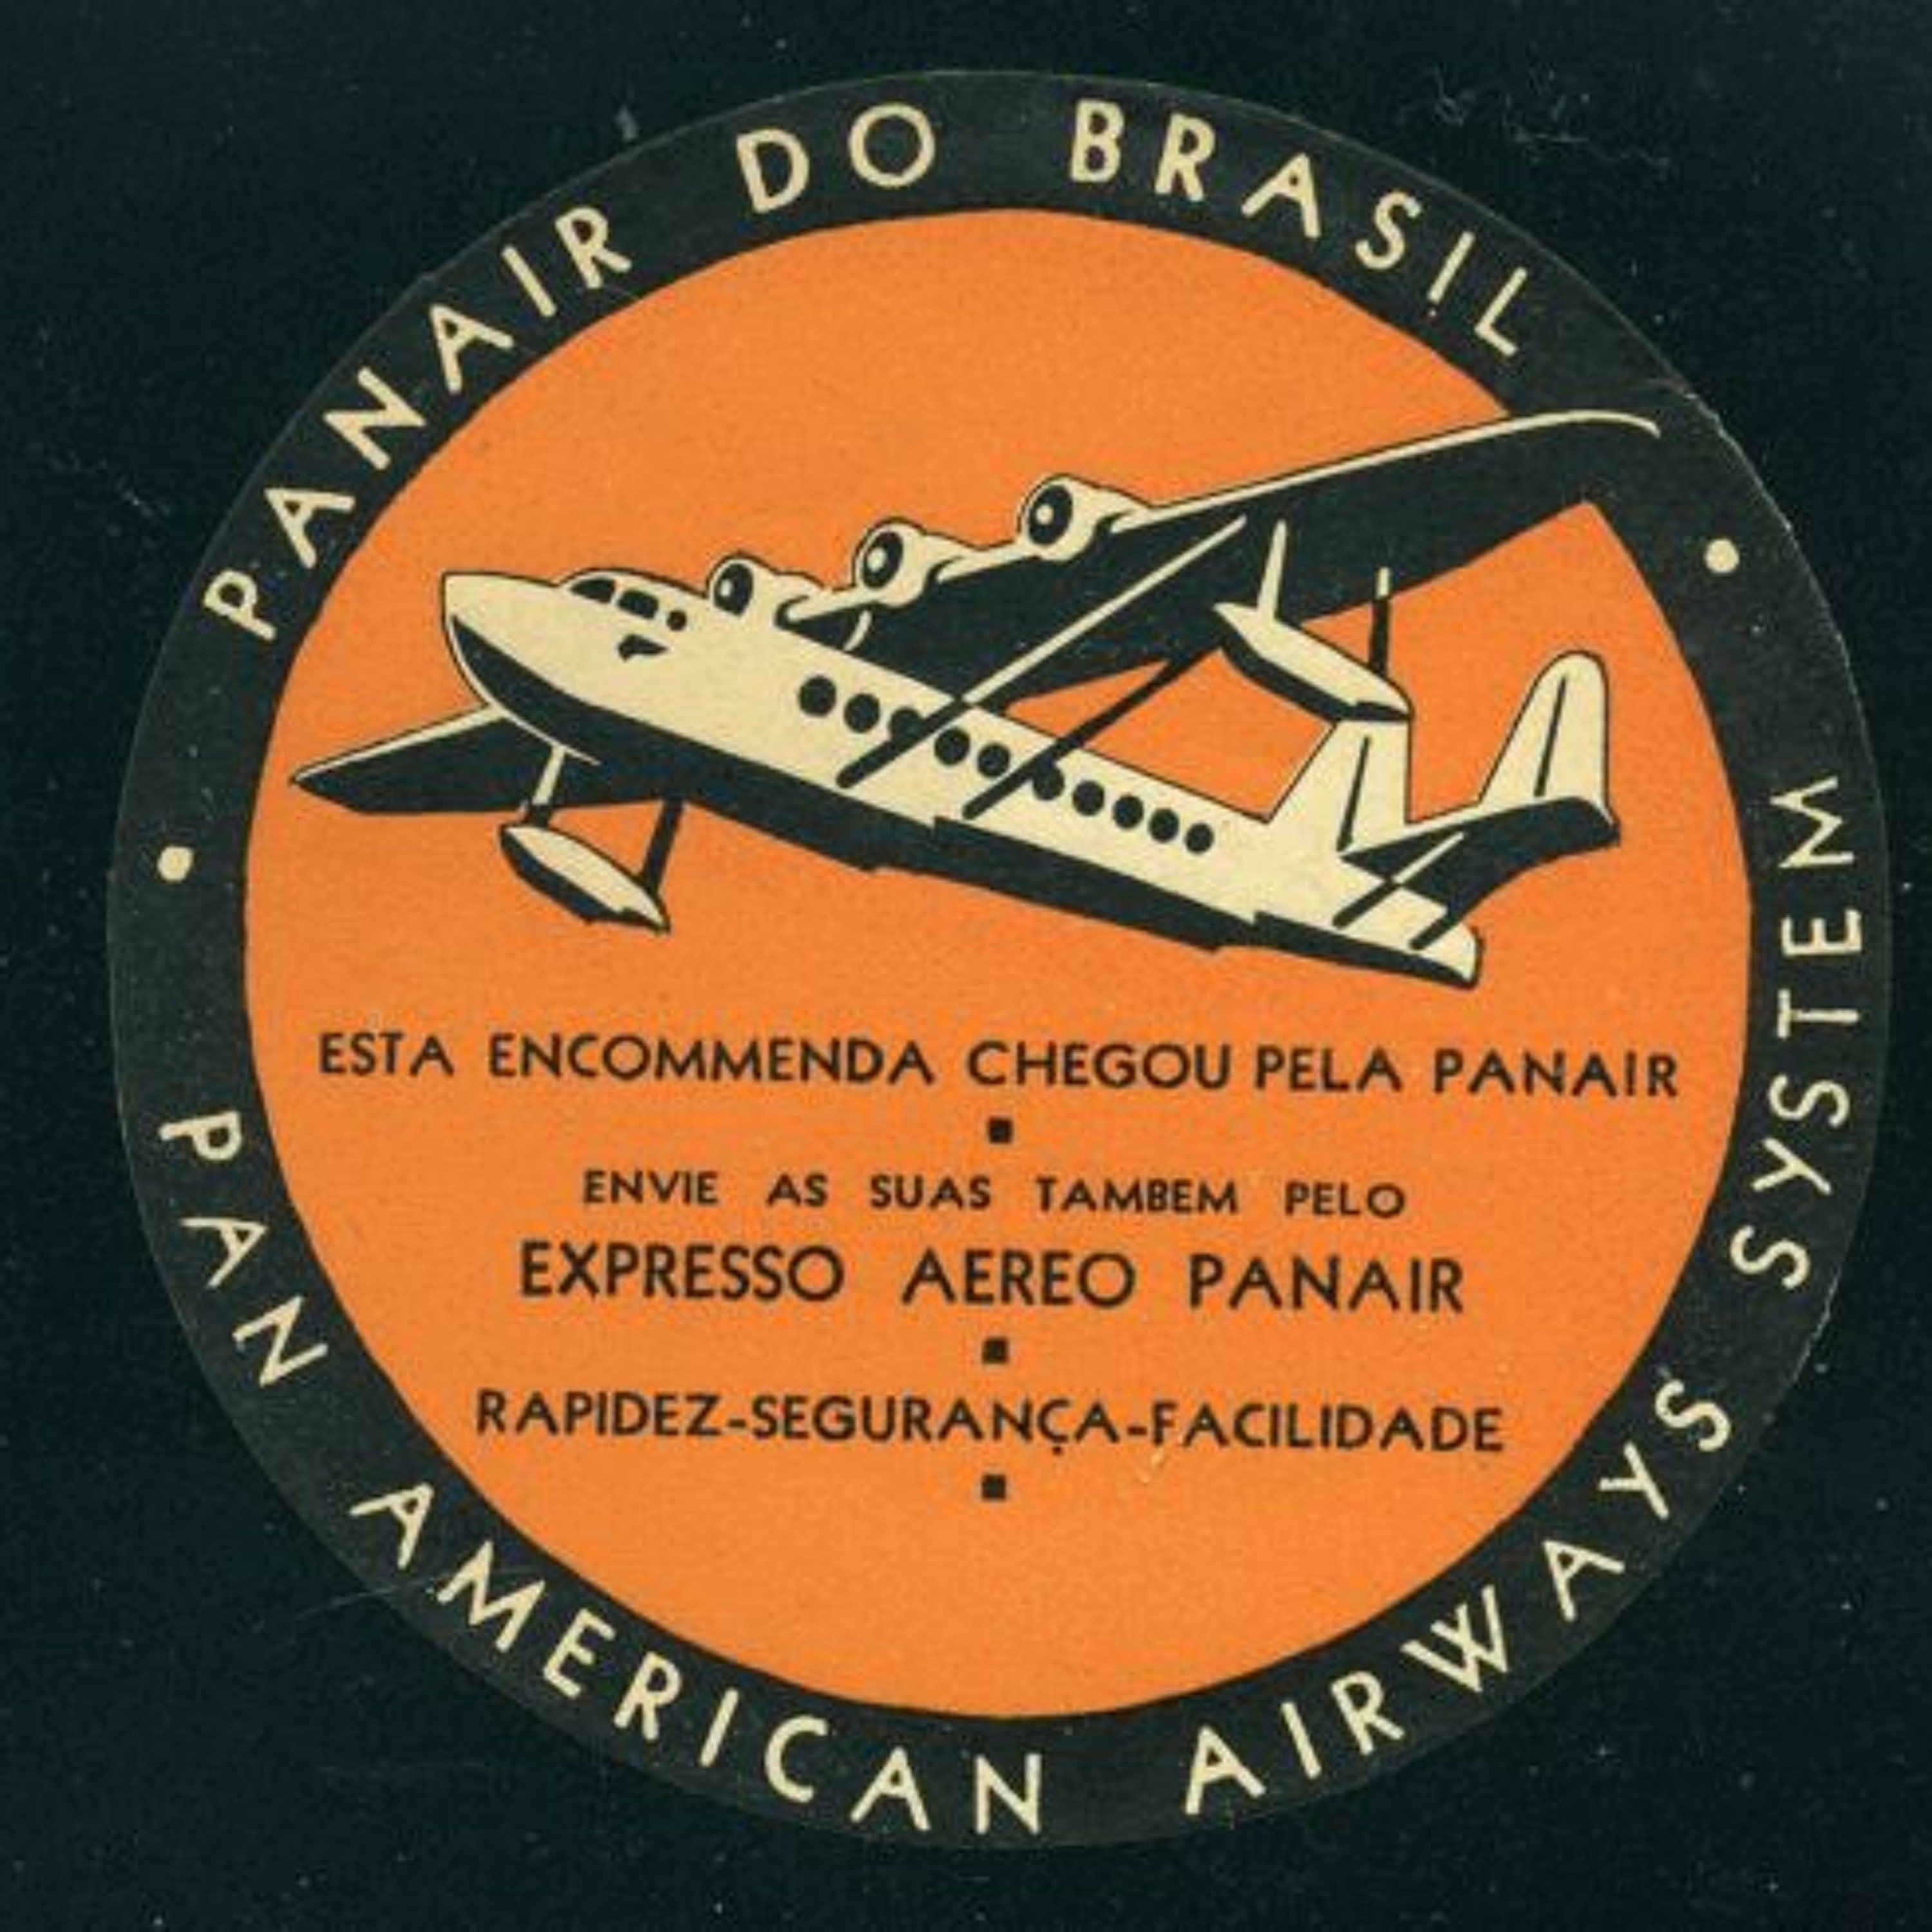 PANAIR DO BRASIL
ESTA ENCOMMENDA CHEGOU PELA PANAIR
ENVIE AS SUAS TAMBEM PELO
EXPRESSO AEREO PANAIR
RAPIDEZ-SEGURANÇA-FACILIDADE
PAN AMERICAN AIRWAYS SYSTEM